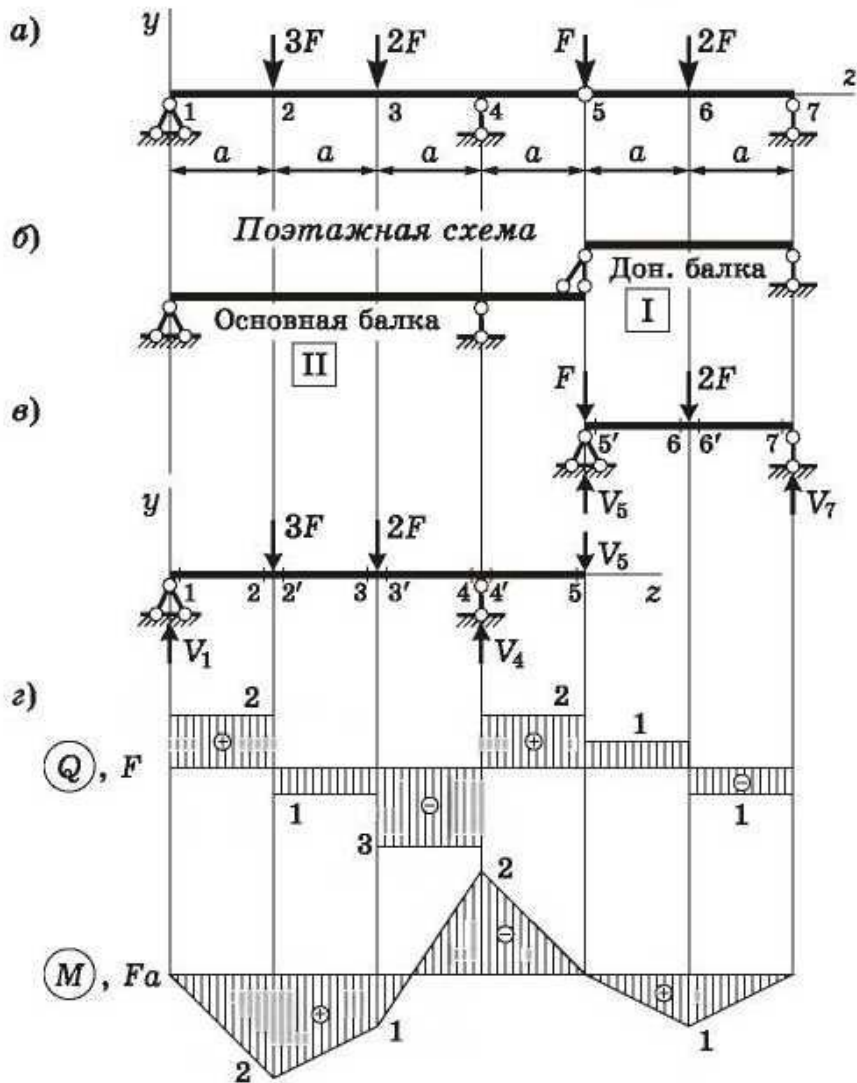 а)
y
3F 2F F 2F
z
1 2 3 4 5 6 7
a a a a a a
б)
Поэтажная схема
Дон. балка
I
Основная балка
II
в)
F 2F
5′ 6 6′ 7
V₅ V₇
y
3F 2F V₅
1 2 2′ 3 3′ 4 4′ 5 z
V₁ V₄
г)
2 2 1
Q, F
1 3 1
2
M, Fa
2 1 1